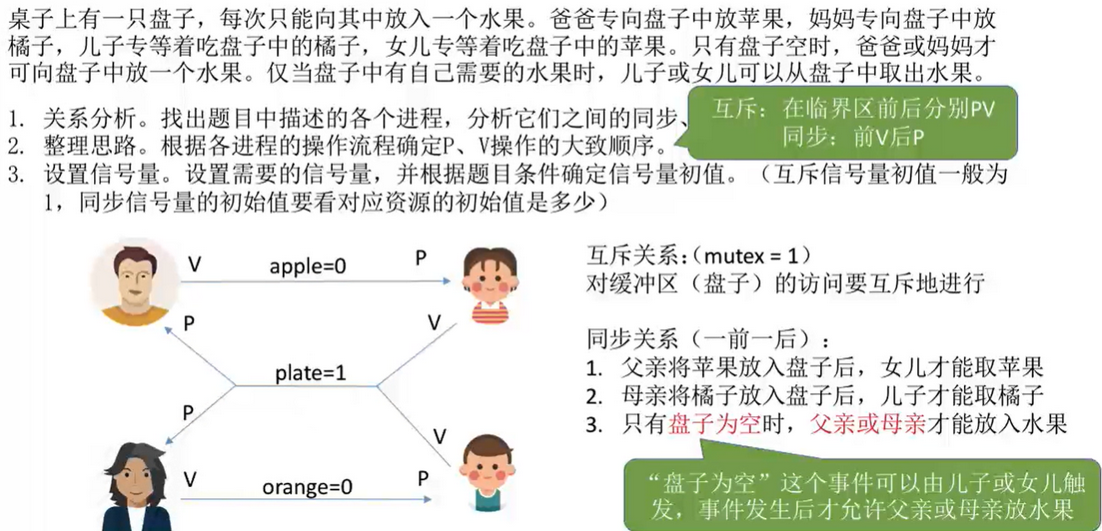 桌子上有一只盘子，每次只能向其中放入一个水果。爸爸专向盘子中放苹果，妈妈专向盘子中放
橘子，儿子专等着吃盘子中的橘子，女儿专等着吃盘子中的苹果。只有盘子空时，爸爸或妈妈才
可向盘子中放一个水果。仅当盘子中有自己需要的水果时，儿子或女儿可以从盘子中取出水果。
1. 关系分析。找出题目中描述的各个进程，分析它们之间的同步、
2. 整理思路。根据各进程的操作流程确定P、V操作的大致顺序。
3. 设置信号量。设置需要的信号量，并根据题目条件确定信号量初值。（互斥信号量初值一般为
1，同步信号量的初始值要看对应资源的初始值是多少）
互斥：在临界区前后分别PV
同步：前V后P
V apple=0 P
P V
plate=1
P V
V orange=0 P
互斥关系：（mutex = 1）
对缓冲区（盘子）的访问要互斥地进行
同步关系（一前一后）：
1. 父亲将苹果放入盘子后，女儿才能取苹果
2. 母亲将橘子放入盘子后，儿子才能取橘子
3. 只有盘子为空时，父亲或母亲才能放入水果
“盘子为空”这个事件可以由儿子或女儿触
发，事件发生后才允许父亲或母亲放水果